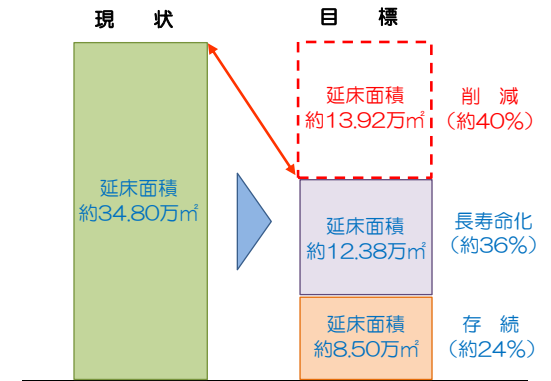 現　状
目　標
延床面積
約34.80万㎡
延床面積
約13.92万㎡
削　減
（約40%）
延床面積
約12.38万㎡
長寿命化
（約36%）
延床面積
約8.50万㎡
存　続
（約24%）